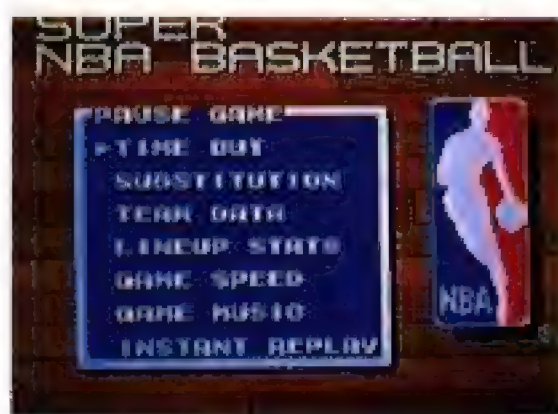 SUPER
NBA BASKETBALL
PAUSE GAME
TIME OUT
SUBSTITUTION
TEAM DATA
LINEUP STATS
GAME SPEED
GAME MUSIC
INSTANT REPLAY
NBA